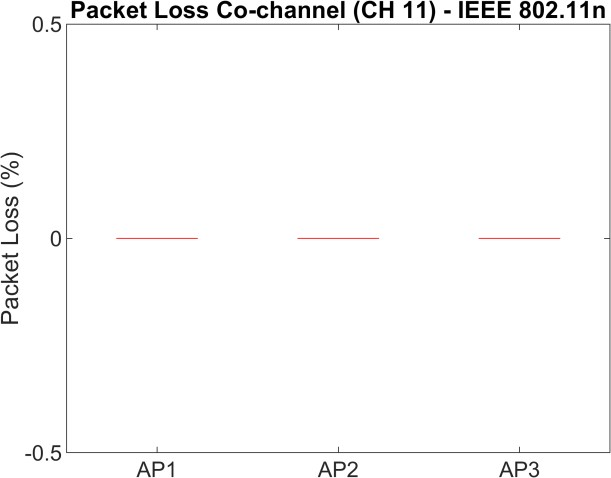 Packet Loss Co-channel (CH 11) - IEEE 802.11n
Packet Loss (%)
0.5
0
-0.5
AP1 AP2 AP3